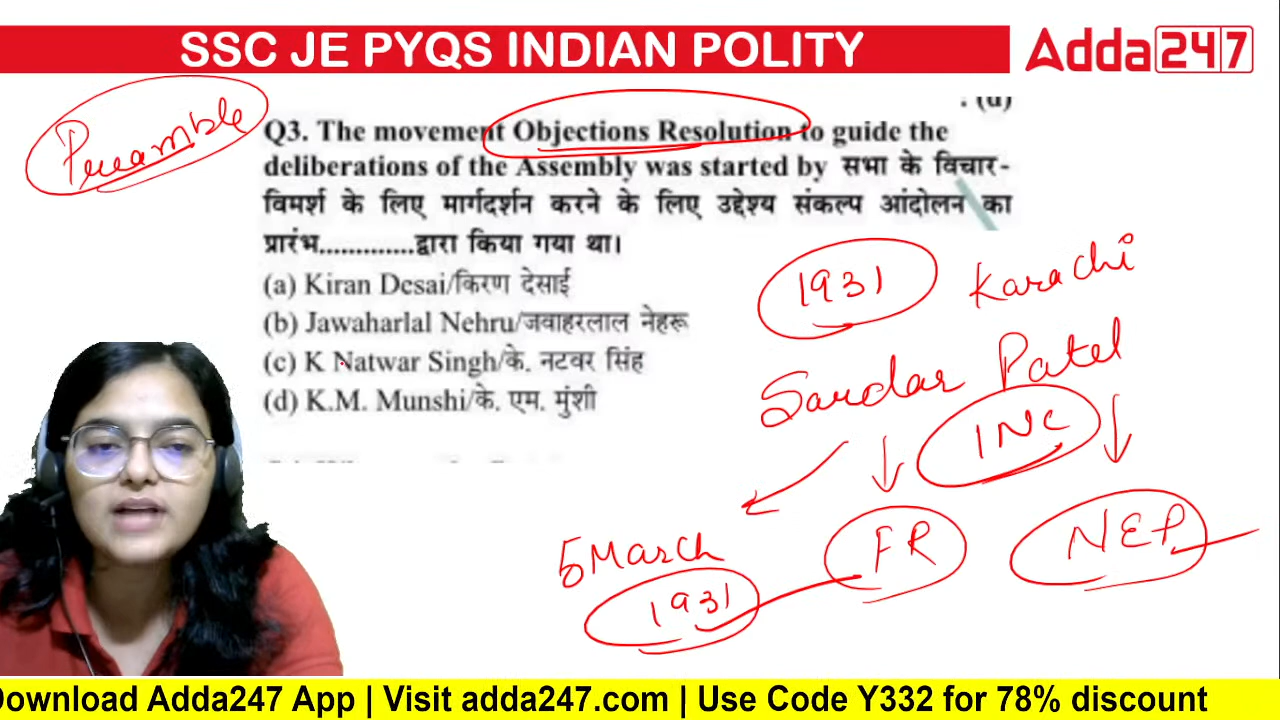 SSC JE PYQS INDIAN POLITY
Adda247
. (d)
Preamble
Q3. The movement Objections Resolution to guide the
deliberations of the Assembly was started by सभा के विचार-
विमर्श के लिए मार्गदर्शन करने के लिए उद्देश्य संकल्प आंदोलन का
प्रारंभ..............द्वारा किया गया था।
(a) Kiran Desai/किरण देसाई
(b) Jawaharlal Nehru/जवाहरलाल नेहरू
(c) K Natwar Singh/के. नटवर सिंह
(d) K.M. Munshi/के. एम. मुंशी
1931 Karachi
Sardar Patel
INC
5 March
1931
FR
NEP
Download Adda247 App | Visit adda247.com | Use Code Y332 for 78% discount